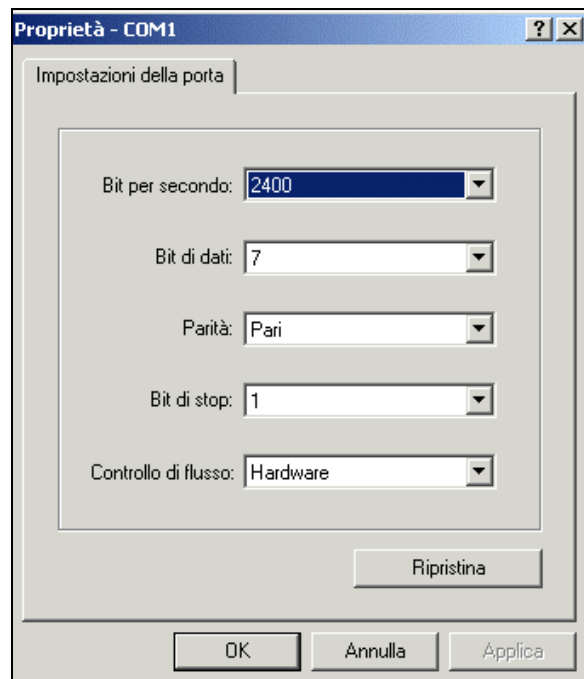 Proprietà - COM1
Impostazioni della porta
Bit per secondo: 2400
Bit di dati: 7
Parità: Pari
Bit di stop: 1
Controllo di flusso: Hardware
Ripristina
OK Annulla Applica